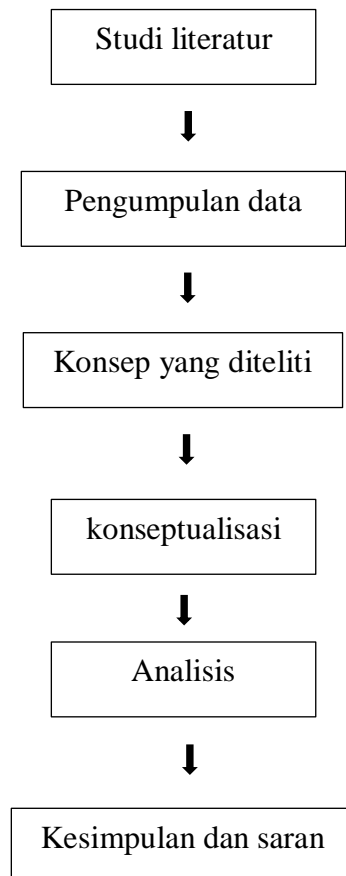 Studi literatur
Pengumpulan data
Konsep yang diteliti
konseptualisasi
Analisis
Kesimpulan dan saran